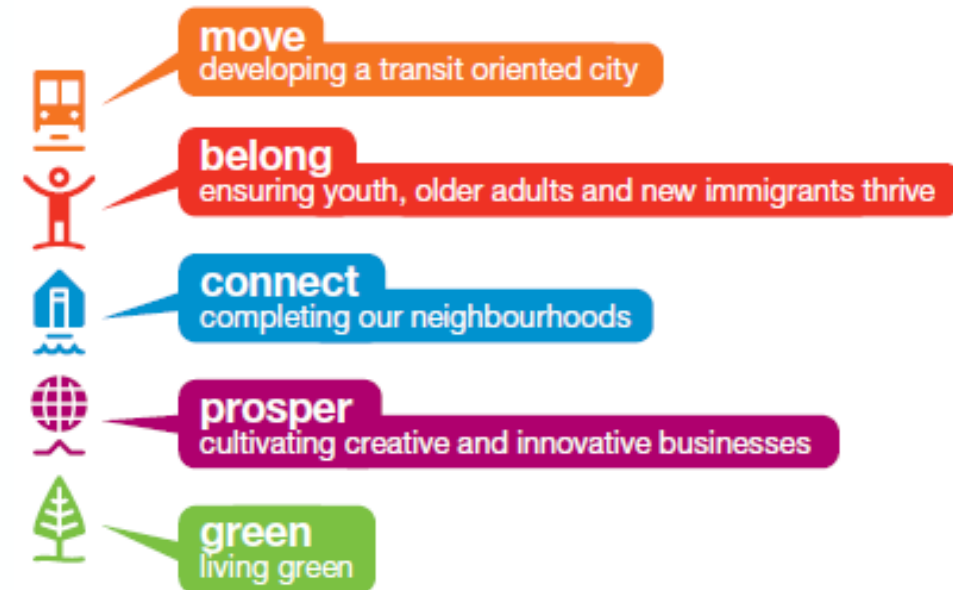 move
developing a transit oriented city
belong
ensuring youth, older adults and new immigrants thrive
connect
completing our neighbourhoods
prosper
cultivating creative and innovative businesses
green
living green